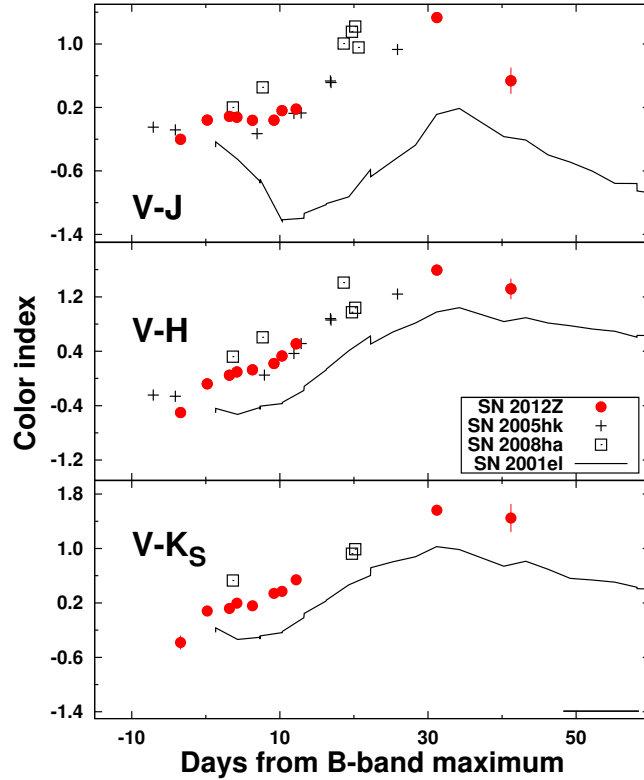 1.0
0.2
-0.6
-1.4
V-J
1.2
0.4
-0.4
-1.2
V-H
Color index
SN 2012Z
SN 2005hk
SN 2008ha
SN 2001el
1.8
1.0
0.2
-0.6
-1.4
V-K_S
-10 10 30 50
Days from B-band maximum